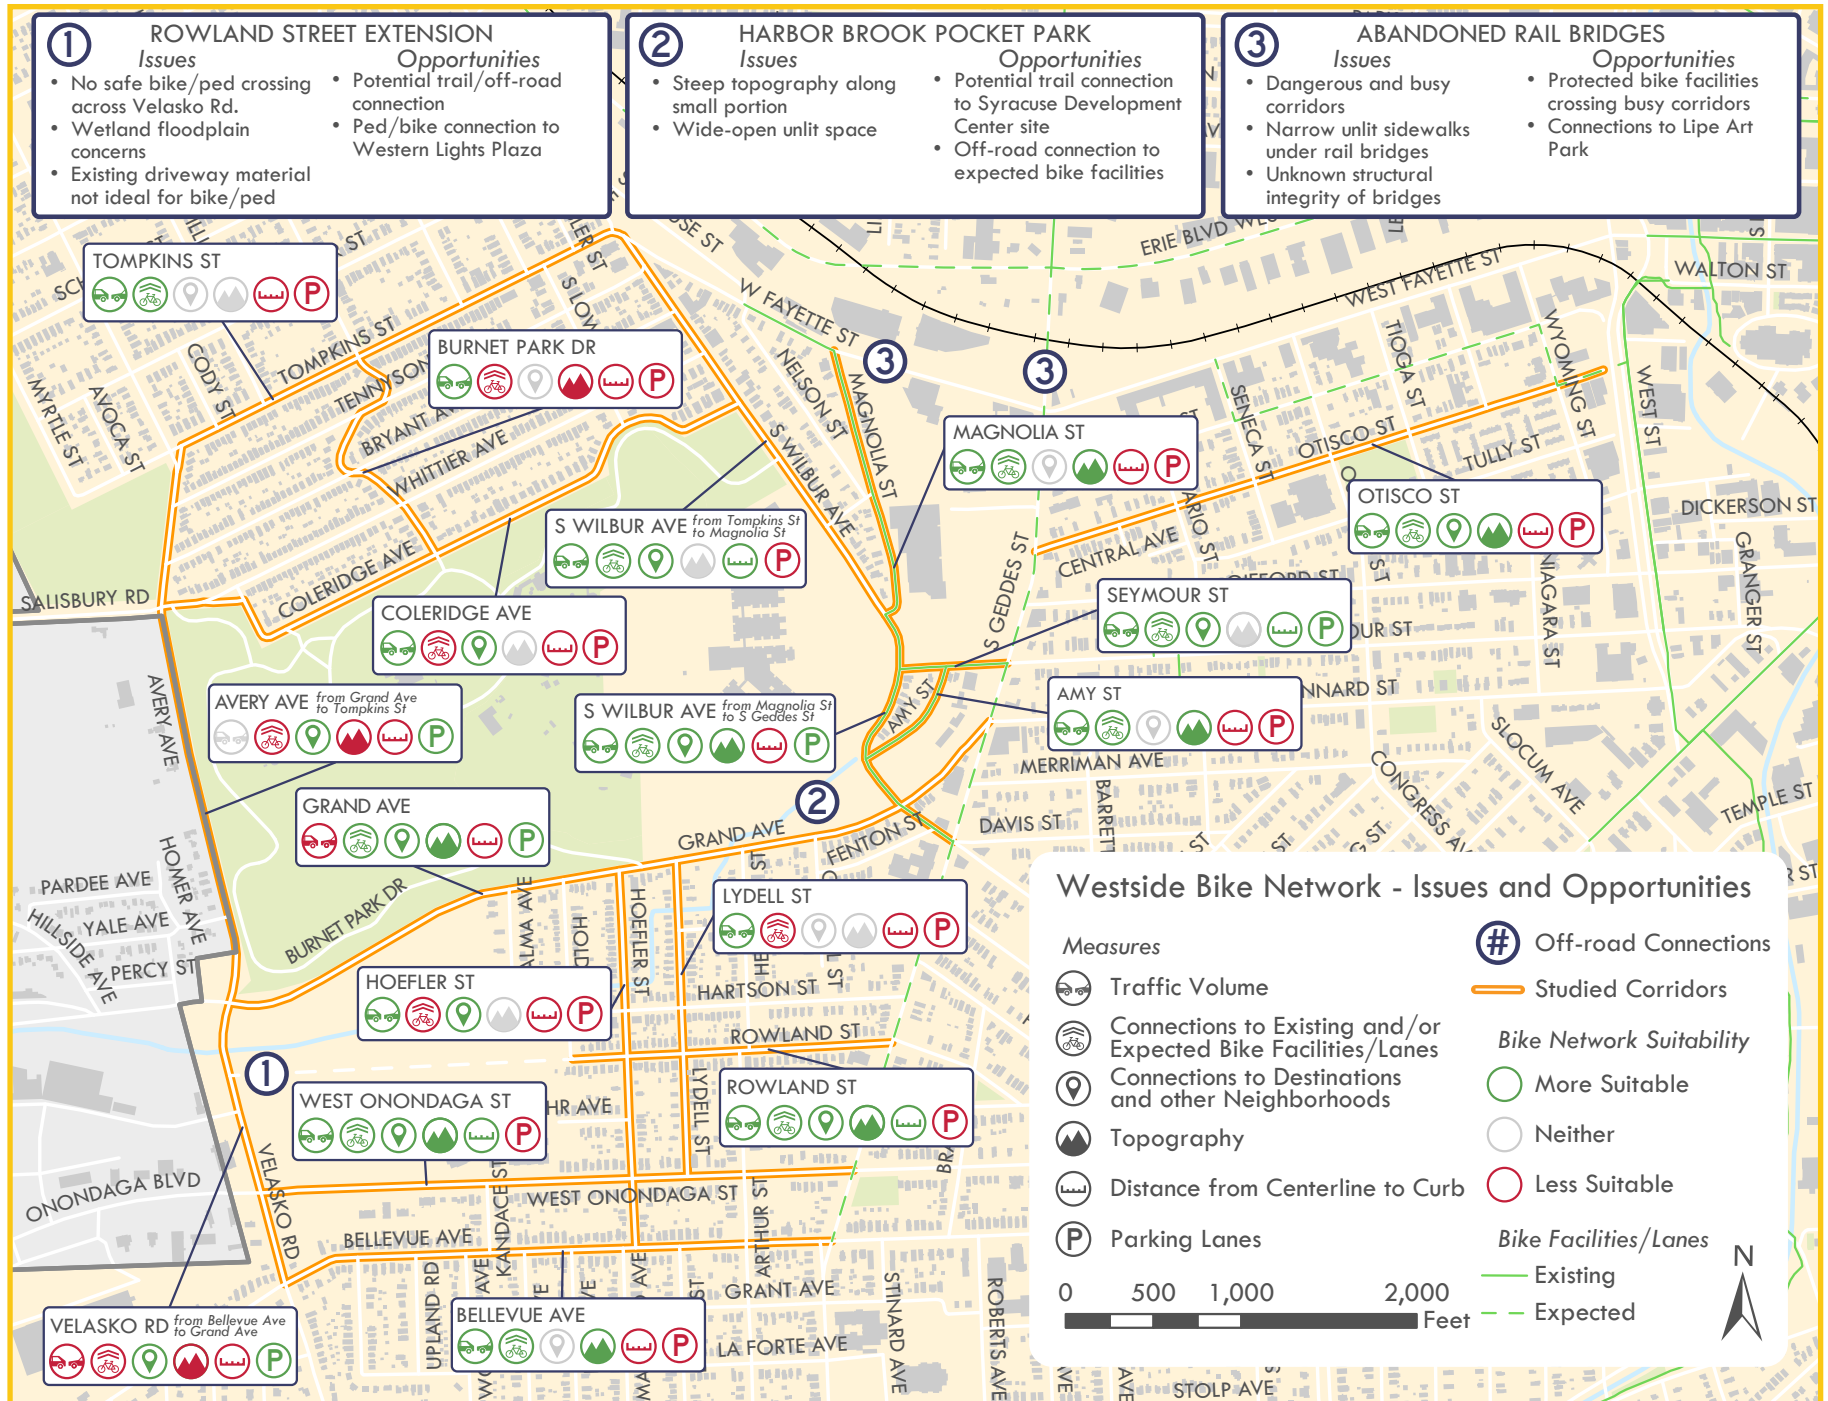 1
ROWLAND STREET EXTENSION
Issues
• No safe bike/ped crossing
across Velasko Rd.
• Wetland floodplain
concerns
• Existing driveway material
not ideal for bike/ped
Opportunities
• Potential trail/off-road
connection
• Ped/bike connection to
Western Lights Plaza
2
HARBOR BROOK POCKET PARK
Issues
• Steep topography along
small portion
• Wide-open unlit space
Opportunities
• Potential trail connection
to Syracuse Development
Center site
• Off-road connection to
expected bike facilities
3
ABANDONED RAIL BRIDGES
Issues
• Dangerous and busy
corridors
• Narrow unlit sidewalks
under rail bridges
• Unknown structural
integrity of bridges
Opportunities
• Protected bike facilities
crossing busy corridors
• Connections to Lipe Art
Park
TOMPKINS ST
P
BURNET PARK DR
P
MAGNOLIA ST
P
S WILBUR AVE from Tompkins St
to Magnolia St
P
OTISCO ST
P
COLERIDGE AVE
P
SEYMOUR ST
P
AVERY AVE from Grand Ave
to Tompkins St
P
S WILBUR AVE from Magnolia St
to S Geddes St
P
AMY ST
P
GRAND AVE
P
LYDELL ST
P
HOEFLER ST
P
WEST ONONDAGA ST
P
ROWLAND ST
P
VELASKO RD from Bellevue Ave
to Grand Ave
P
BELLEVUE AVE
P
ERIE BLVD
WEST FAYETTE ST
WALTON ST
W FAYETTE ST
TOMPKINS ST
TENNYSON
CODY ST
AVOCA ST
MYRTLE ST
WHITTIER AVE
NELSON ST
MAGNOLIA ST
S WILBUR AVE
3
3
SENECA ST
TIOGA ST
WYOMING ST
WEST ST
OTISCO ST
TULLY ST
DICKERSON ST
GRANGER ST
NIAGARA ST
CENTRAL AVE
S GEDDES ST
COLERIDGE AVE
SALISBURY RD
AVERY AVE
AMY ST
MERRIMAN AVE
SLOCUM AVE
TEMPLE ST
DAVIS ST
2
GRAND AVE
FENTON ST
HOMER AVE
PARDEE AVE
YALE AVE
HILLSIDE AVE
PERCY ST
BURNET PARK DR
HOEFLER ST
HARTSON ST
ROWLAND ST
1
LYDELL ST
ONONDAGA BLVD
VELASKO RD
KANDACE ST
WEST ONONDAGA ST
ARTHUR ST
BELLEVUE AVE
UPLAND RD
GRANT AVE
LA FORTE AVE
STINARD AVE
ROBERTS AVE
STOLP AVE
Westside Bike Network - Issues and Opportunities
Measures
Traffic Volume
Connections to Existing and/or
Expected Bike Facilities/Lanes
Connections to Destinations
and other Neighborhoods
Topography
Distance from Centerline to Curb
P Parking Lanes
# Off-road Connections
Studied Corridors
Bike Network Suitability
More Suitable
Neither
Less Suitable
Bike Facilities/Lanes
Existing
Expected
N
0 500 1,000 2,000
Feet